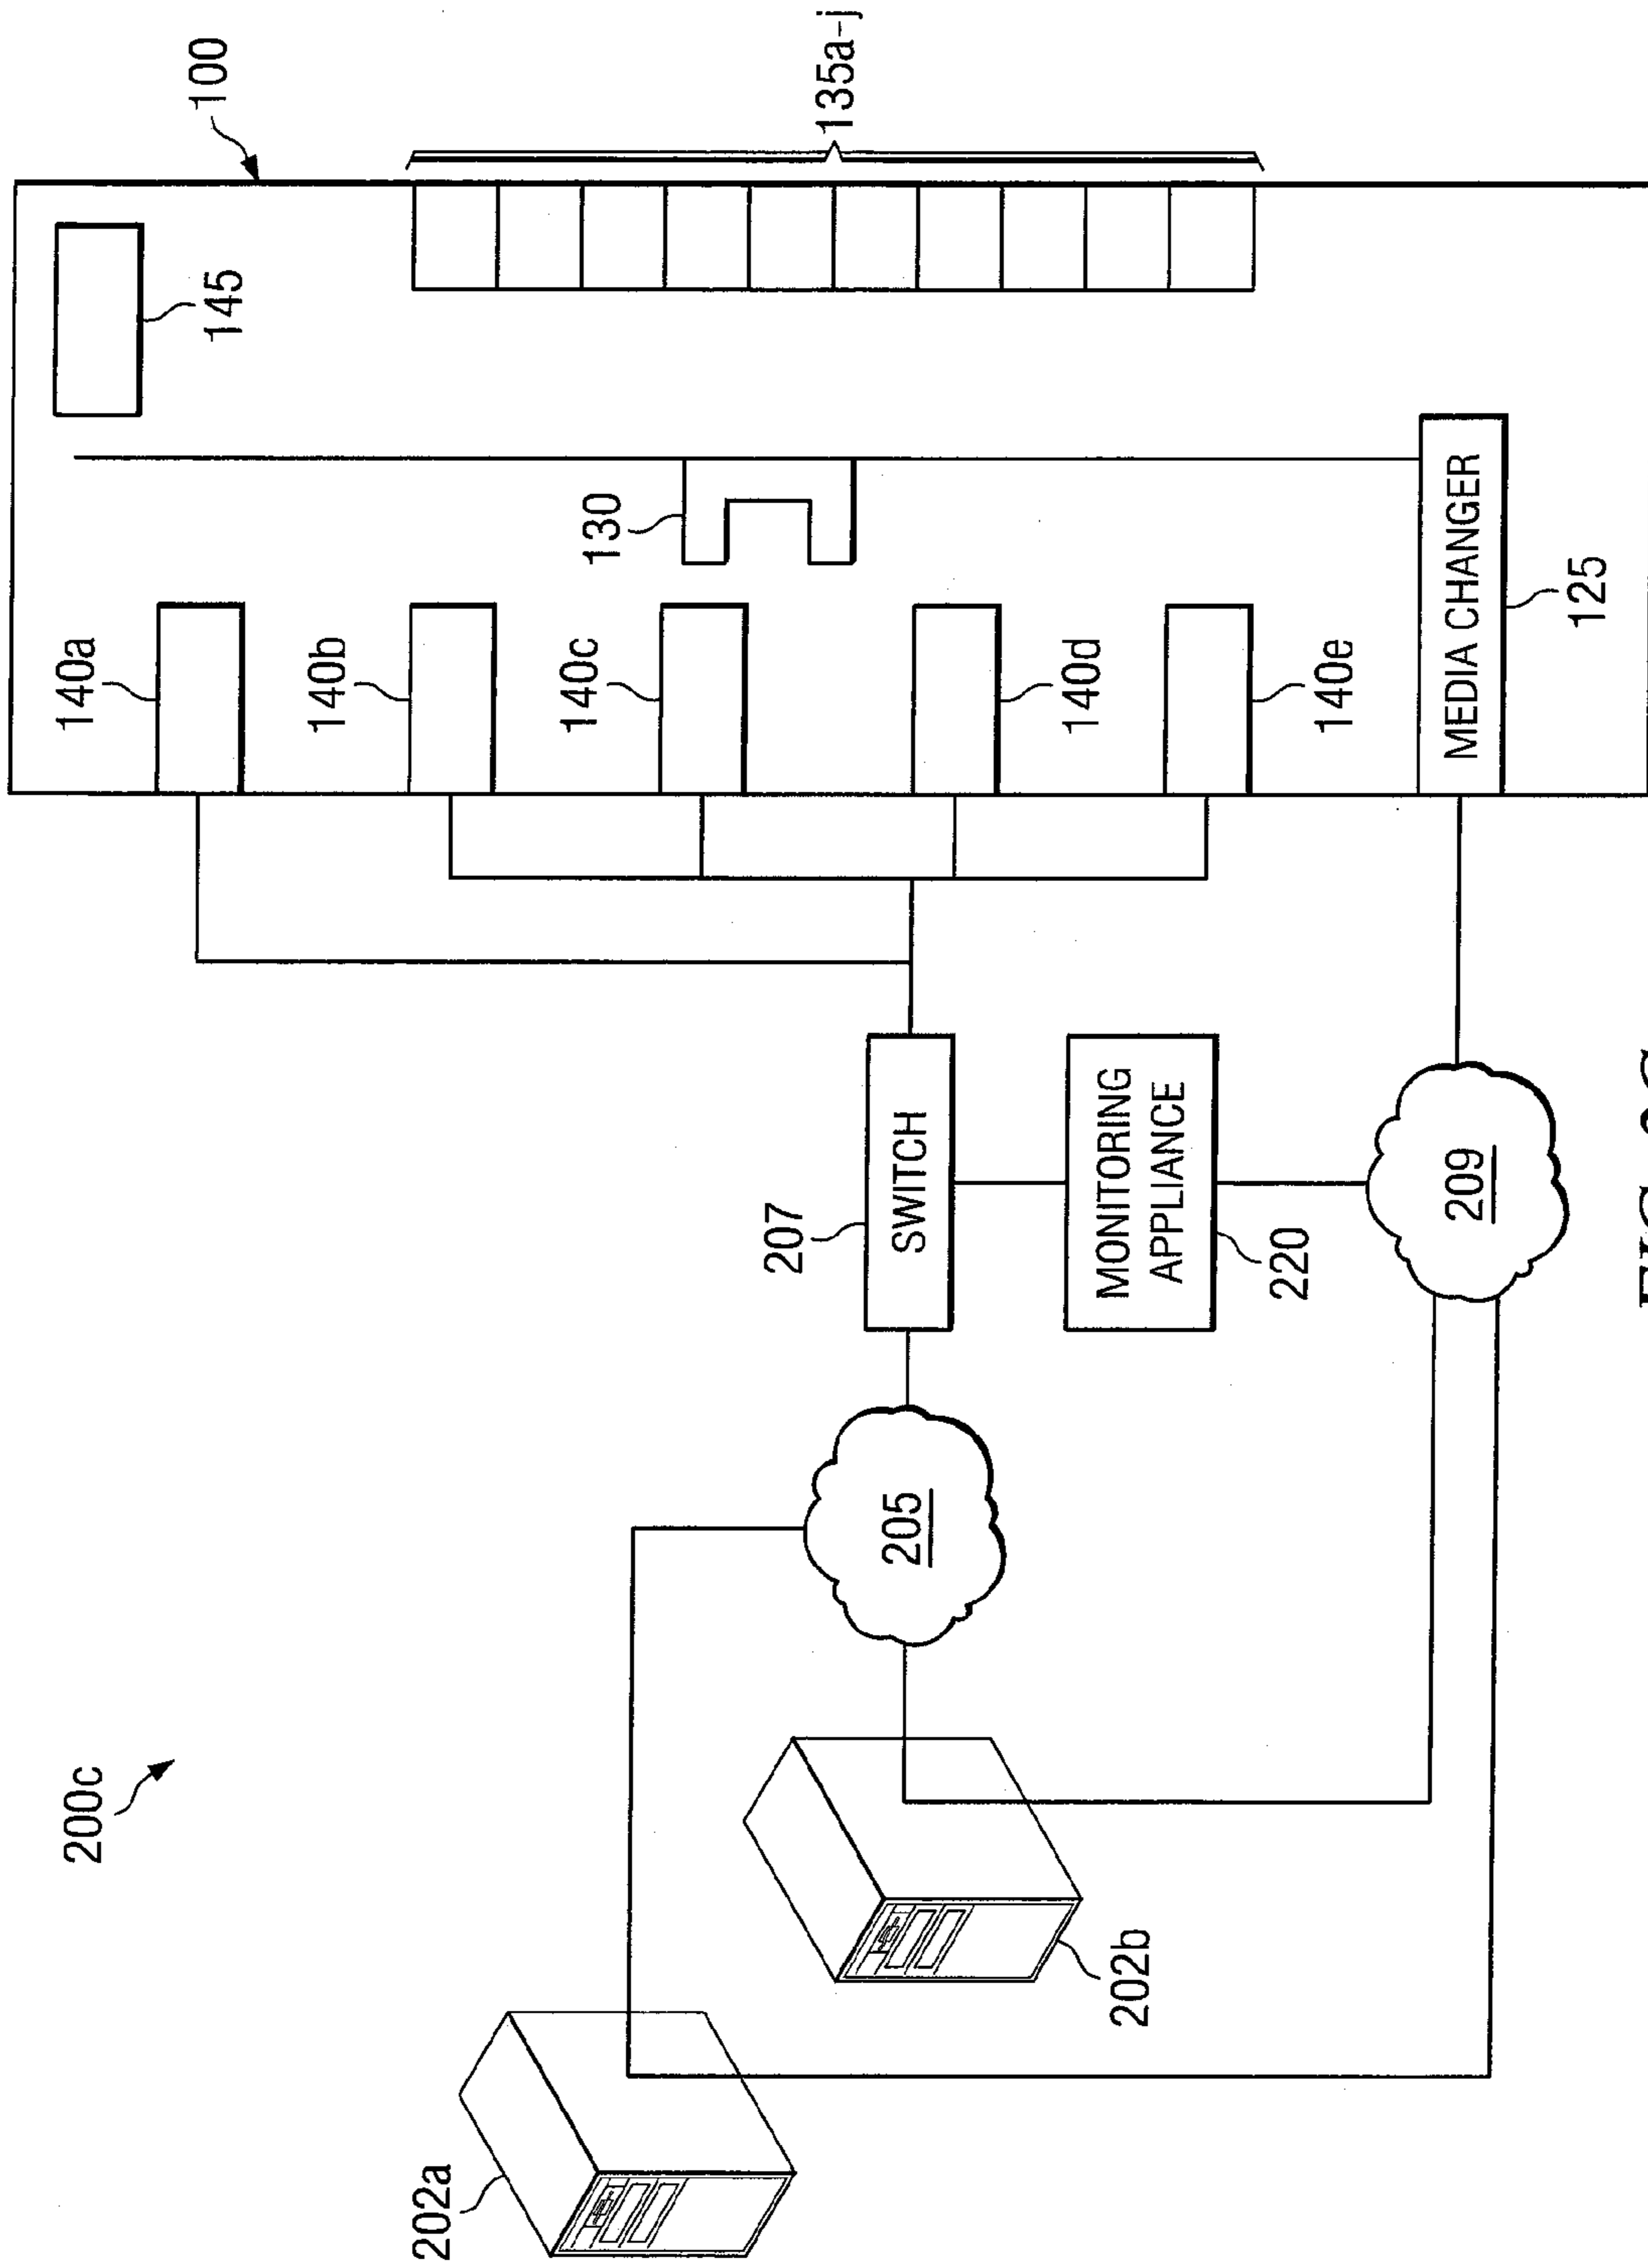 200c
100
140a
145
140b
130
140c
135a-j
202a
207
140d
205
SWITCH
202b
MONITORING
APPLIANCE
140e
220
209
MEDIA CHANGER
125